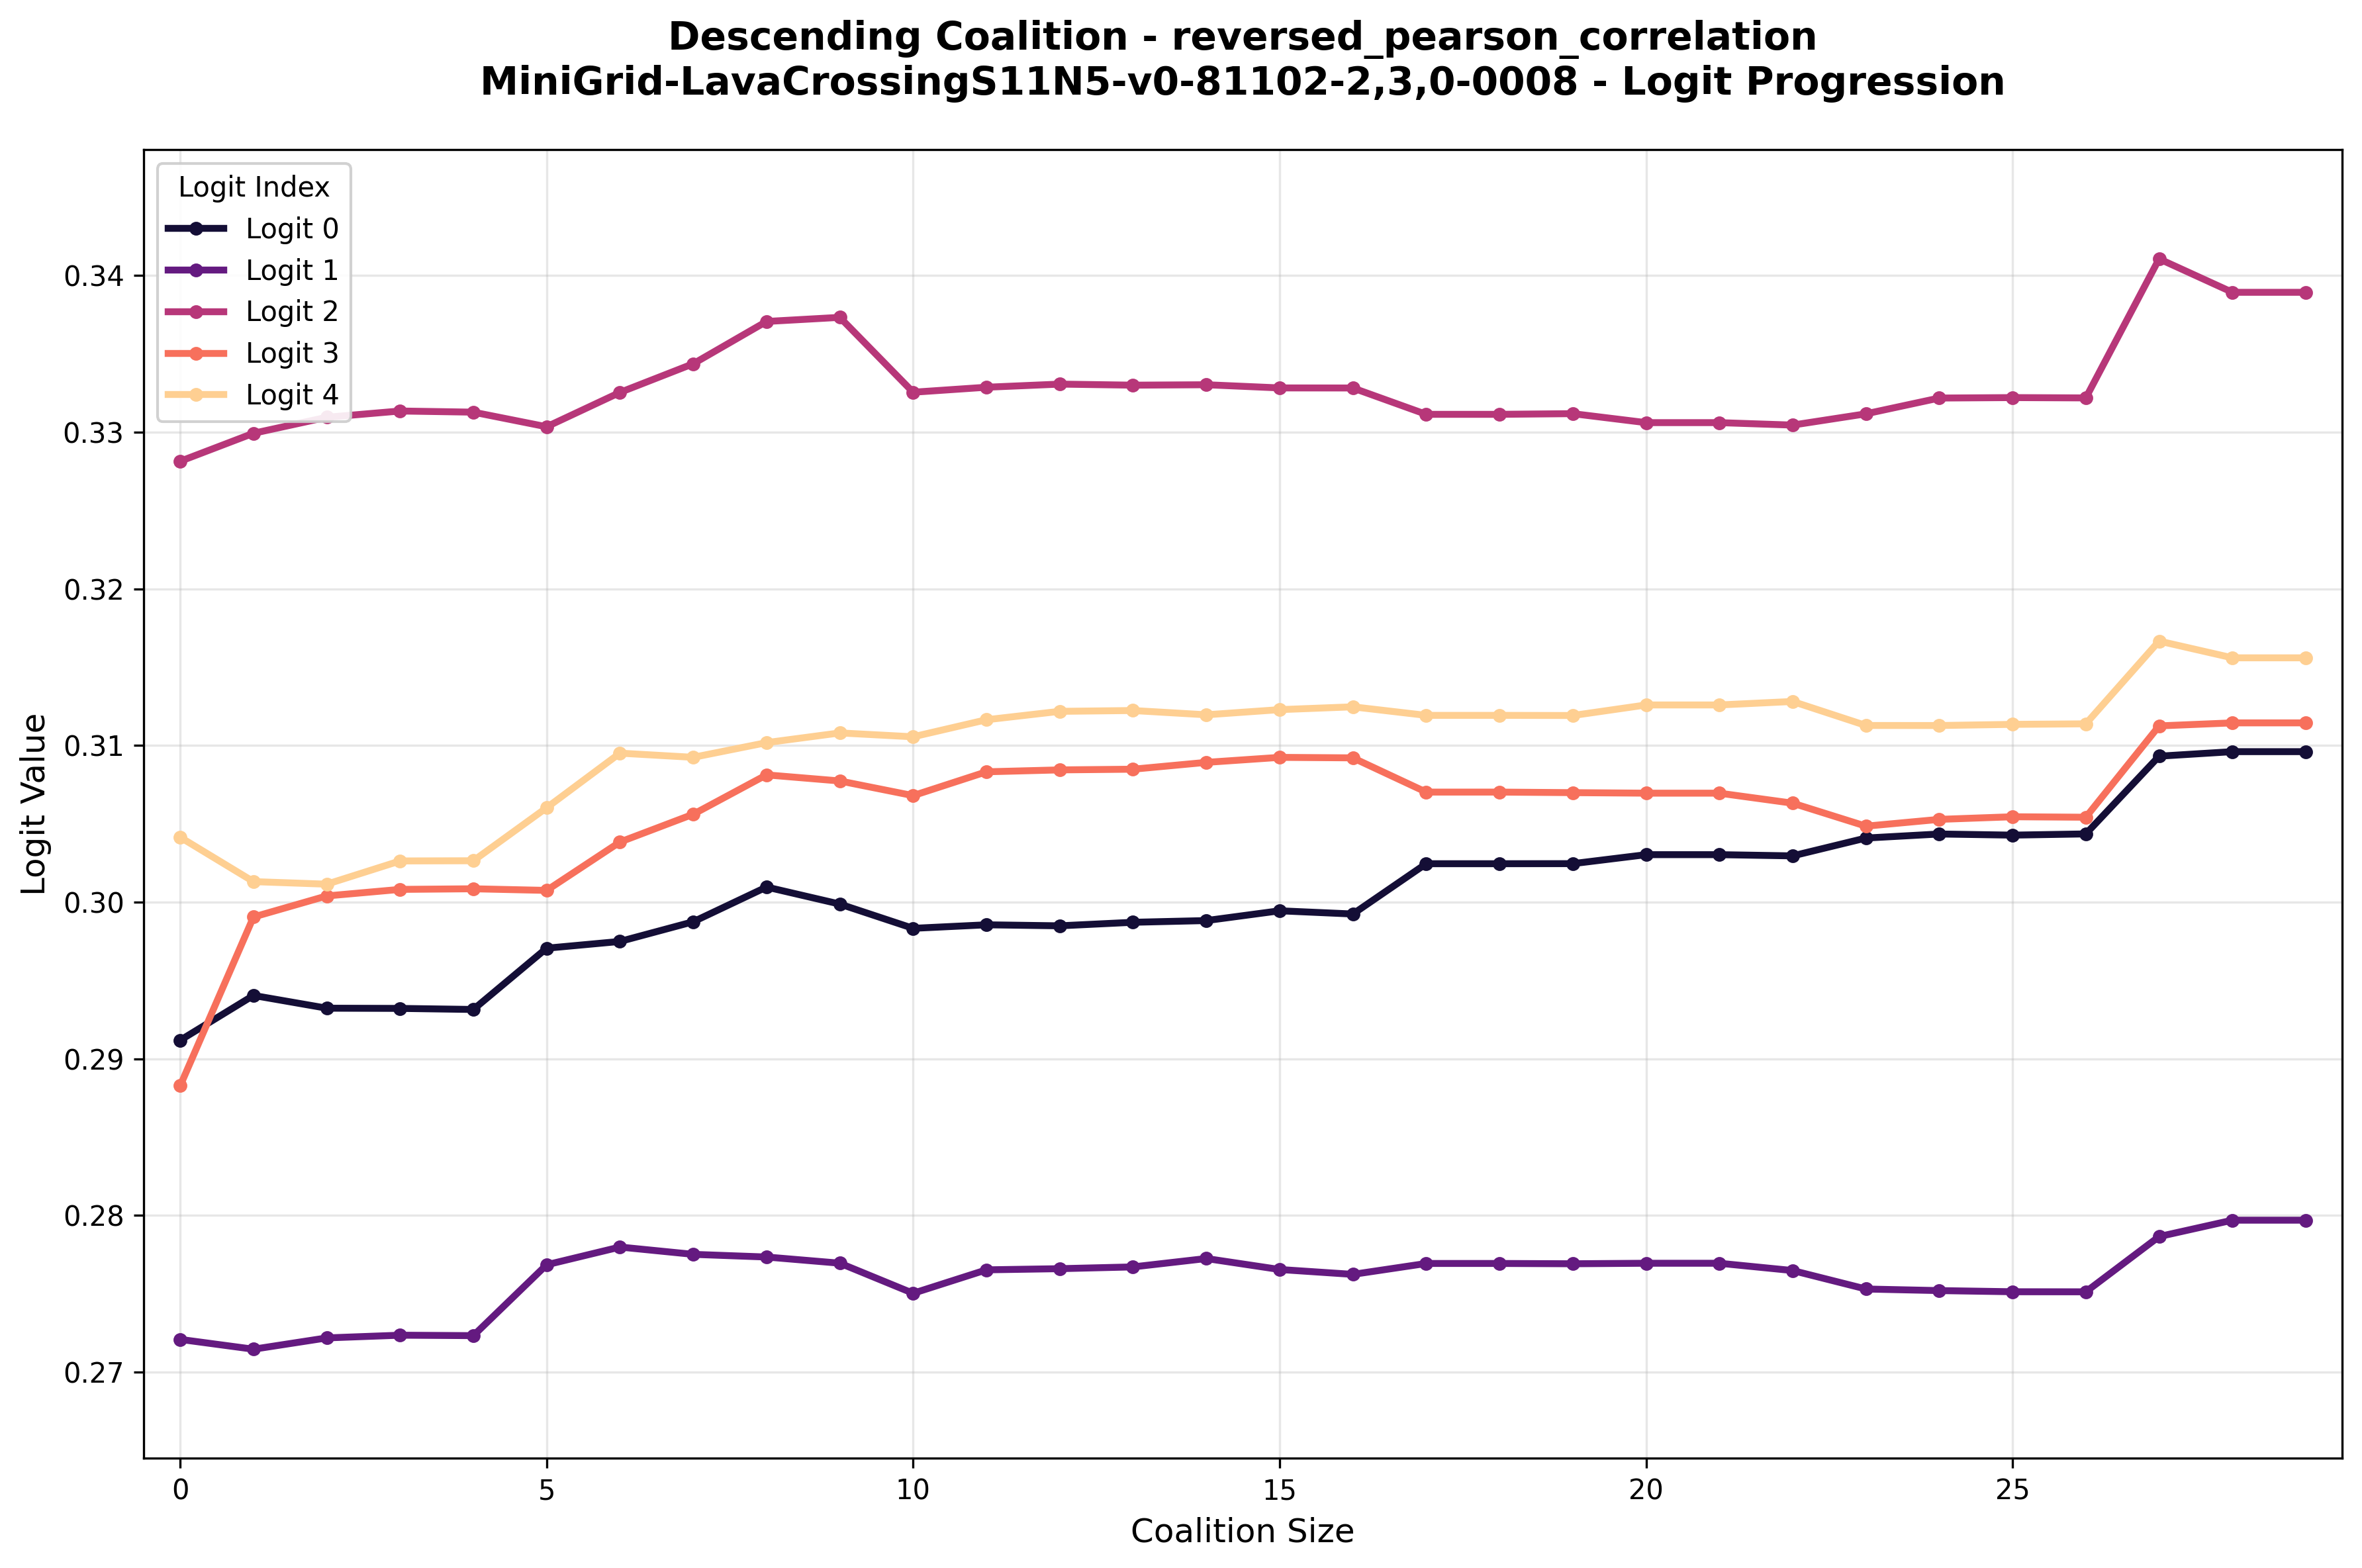 Descending Coalition - reversed_pearson_correlation
MiniGrid-LavaCrossingS11N5-v0-81102-2,3,0-0008 - Logit Progression
Logit Index
Logit 0
Logit 1
Logit 2
Logit 3
Logit 4
Logit Value
0.34
0.33
0.32
0.31
0.30
0.29
0.28
0.27
0
5
10
15
20
25
Coalition Size